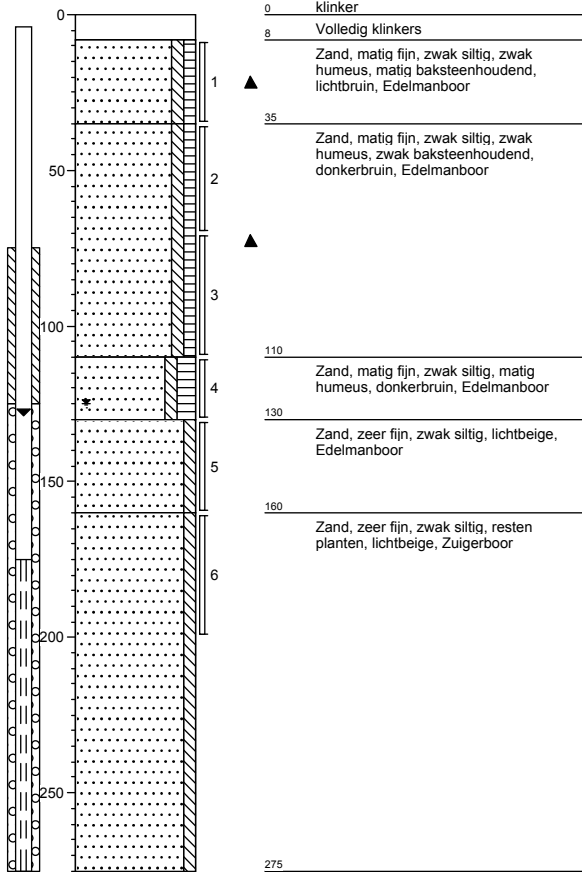 0
50
100
150
200
250
1
2
3
4
5
6
0 klinker
8 Volledig klinkers
Zand, matig fijn, zwak siltig, zwak
humeus, matig baksteenhoudend,
lichtbruin, Edelmanboor
35
Zand, matig fijn, zwak siltig, zwak
humeus, zwak baksteenhoudend,
donkerbruin, Edelmanboor
110
Zand, matig fijn, zwak siltig, matig
humeus, donkerbruin, Edelmanboor
130
Zand, zeer fijn, zwak siltig, lichtbeige,
Edelmanboor
160
Zand, zeer fijn, zwak siltig, resten
planten, lichtbeige, Zuigerboor
275